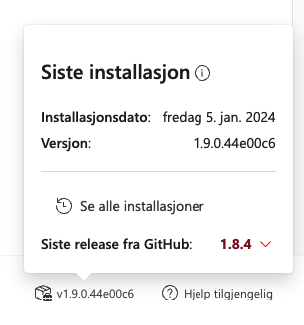 Siste installasjon
Installasjonsdato: fredag 5. jan. 2024
Versjon: 1.9.0.44e00c6
Se alle installasjoner
Siste release fra GitHub: 1.8.4
v1.9.0.44e00c6 Hjelp tilgjengelig